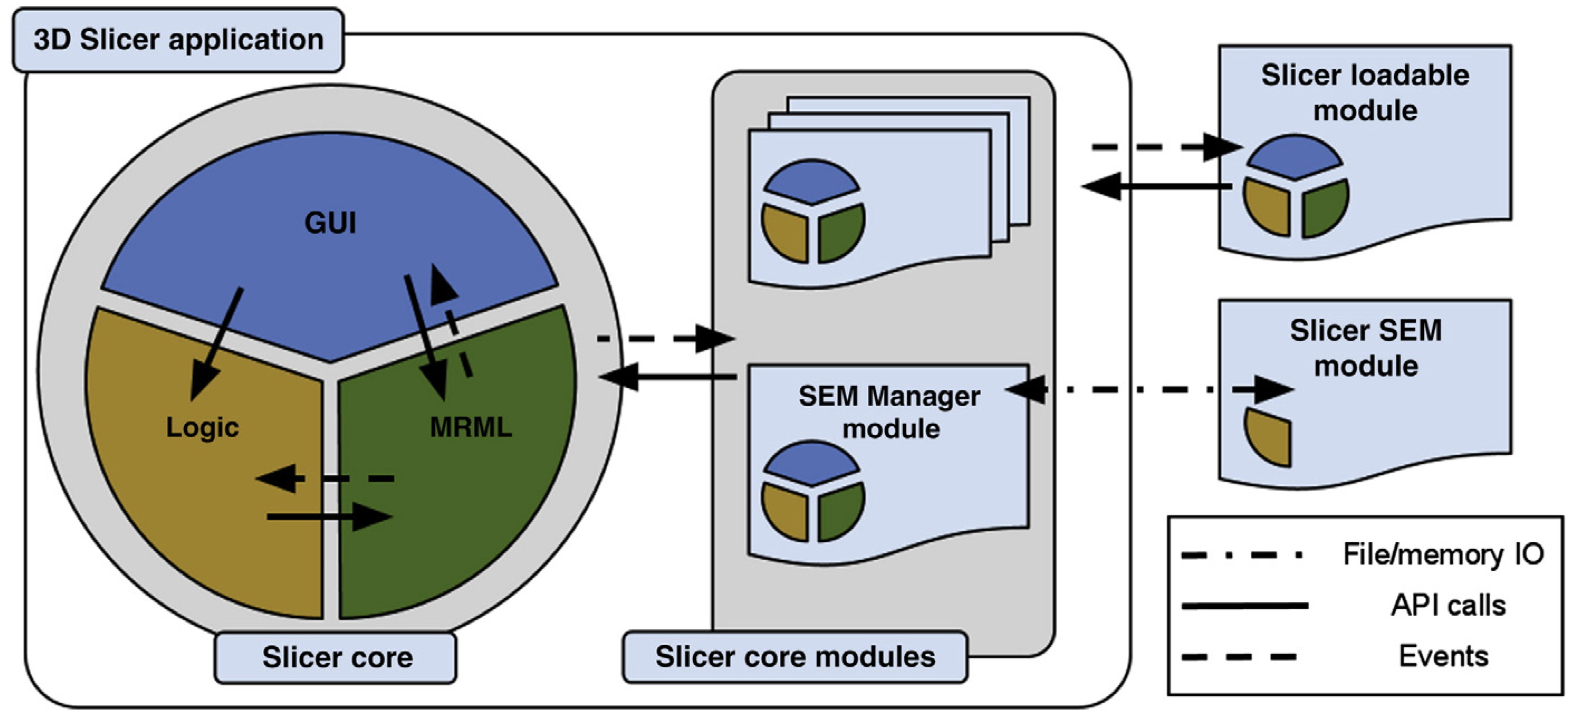 3D Slicer application
GUI
Logic
MRML
Slicer core
SEM Manager
module
Slicer core modules
Slicer loadable
module
Slicer SEM
module
File/memory IO
API calls
Events